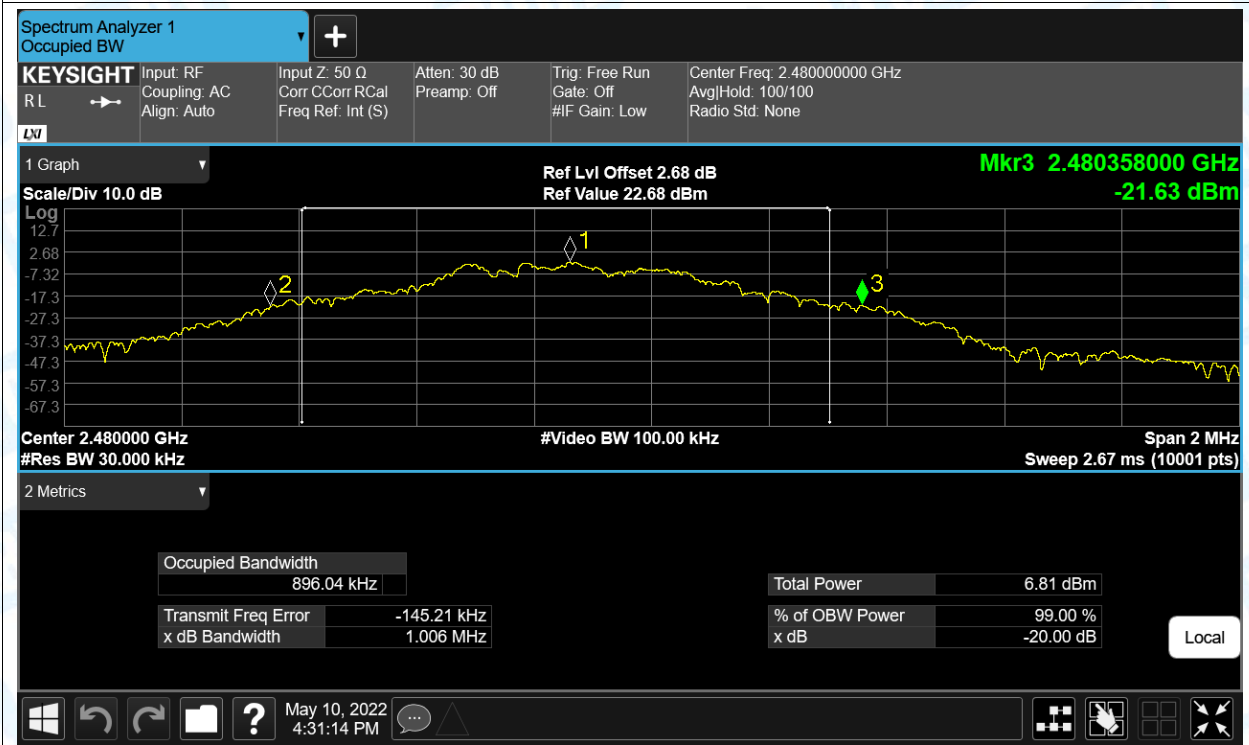 Spectrum Analyzer 1
Occupied BW
KEYSIGHT
R L
LXI
Input: RF
Coupling: AC
Align: Auto
Input Z: 50 Ω
Corr CCorr RCal
Freq Ref: Int (S)
Atten: 30 dB
Preamp: Off
Trig: Free Run
Gate: Off
#IF Gain: Low
Center Freq: 2.480000000 GHz
Avg|Hold: 100/100
Radio Std: None
1 Graph
Scale/Div 10.0 dB
Ref Lvl Offset 2.68 dB
Ref Value 22.68 dBm
Mkr3 2.480358000 GHz
-21.63 dBm
Log
12.7
2.68
-7.32
-17.3
-27.3
-37.3
-47.3
-57.3
-67.3
1
2
3
Center 2.480000 GHz
#Video BW 100.00 kHz
Span 2 MHz
#Res BW 30.000 kHz
Sweep 2.67 ms (10001 pts)
2 Metrics
Occupied Bandwidth
896.04 kHz
Total Power 6.81 dBm
Transmit Freq Error -145.21 kHz
% of OBW Power 99.00 %
x dB Bandwidth 1.006 MHz
x dB -20.00 dB
Local
?
May 10, 2022
4:31:14 PM